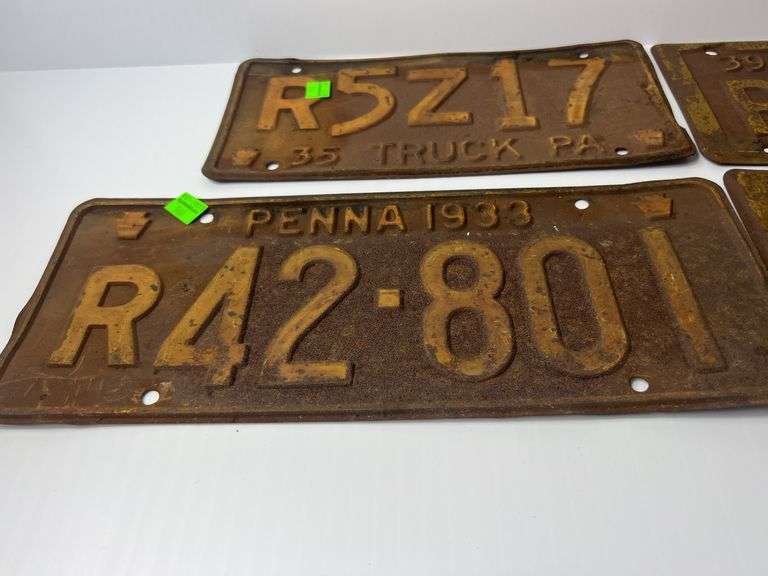 R5Z17
35 TRUCK PA
39
PENNA 1933
R42-801